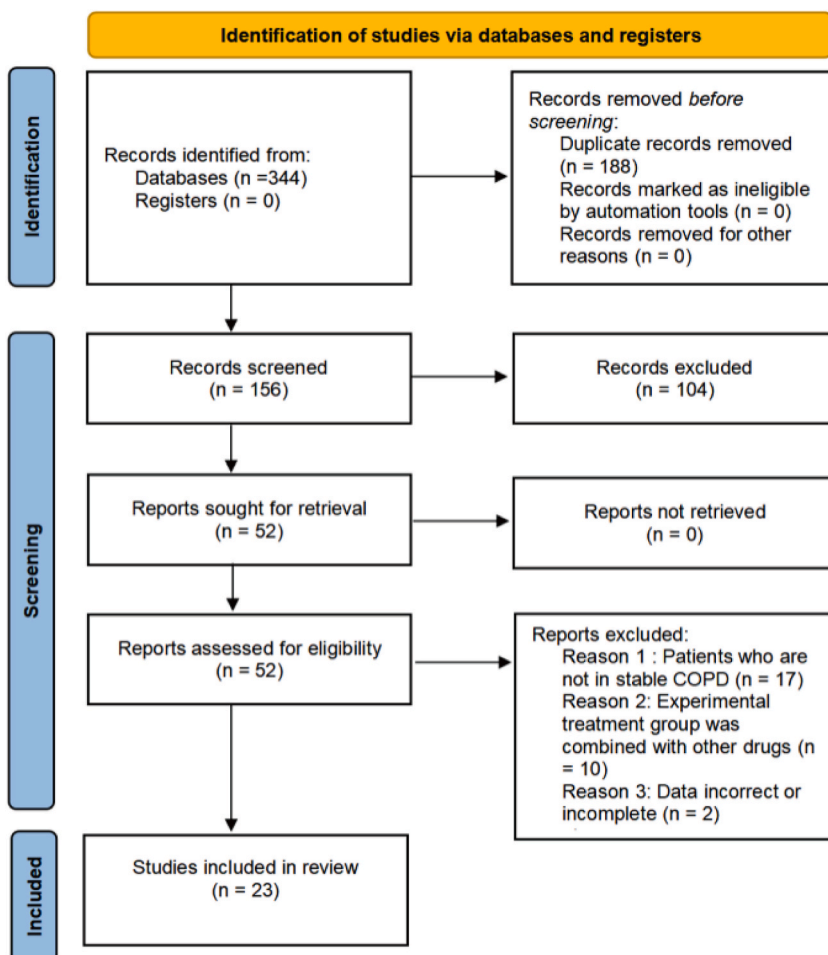 Identification of studies via databases and registers
Identification
Records identified from:
Databases (n =344)
Registers (n = 0)
Records removed before
screening:
Duplicate records removed
(n = 188)
Records marked as ineligible
by automation tools (n = 0)
Records removed for other
reasons (n = 0)
Screening
Records screened
(n = 156)
Records excluded
(n = 104)
Reports sought for retrieval
(n = 52)
Reports not retrieved
(n = 0)
Reports assessed for eligibility
(n = 52)
Reports excluded:
Reason 1 : Patients who are
not in stable COPD (n = 17)
Reason 2: Experimental
treatment group was
combined with other drugs (n
= 10)
Reason 3: Data incorrect or
incomplete (n = 2)
Included
Studies included in review
(n = 23)